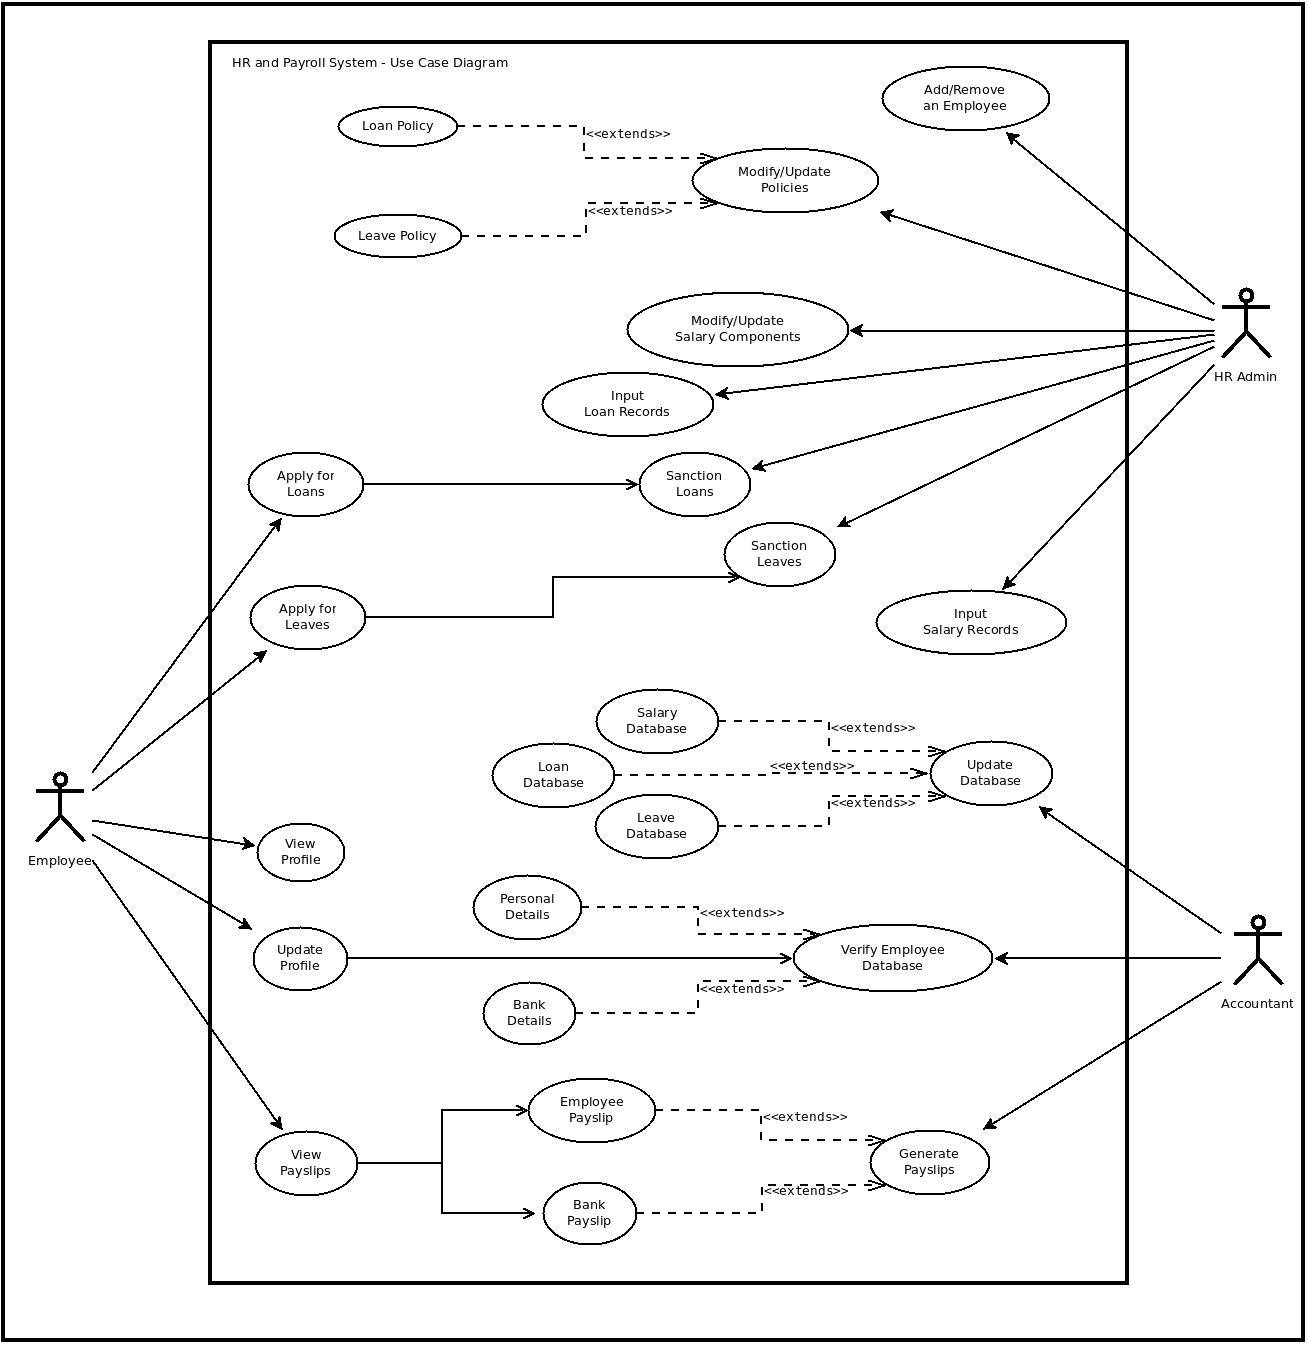 HR and Payroll System - Use Case Diagram
Add/Remove
an Employee
Loan Policy
<<extends>>
Modify/Update
Policies
<<extends>>
Leave Policy
Modify/Update
Salary Components
HR Admin
Input
Loan Records
Apply for
Loans
Sanction
Loans
Sanction
Leaves
Apply for
Leaves
Input
Salary Records
Salary
Database
<<extends>>
Loan
Database
<<extends>>
Update
Database
Leave
Database
<<extends>>
Employee
View
Profile
Personal
Details
<<extends>>
Update
Profile
Verify Employee
Database
Accountant
Bank
Details
<<extends>>
Employee
Payslip
<<extends>>
View
Payslips
Generate
Payslips
Bank
Payslip
<<extends>>